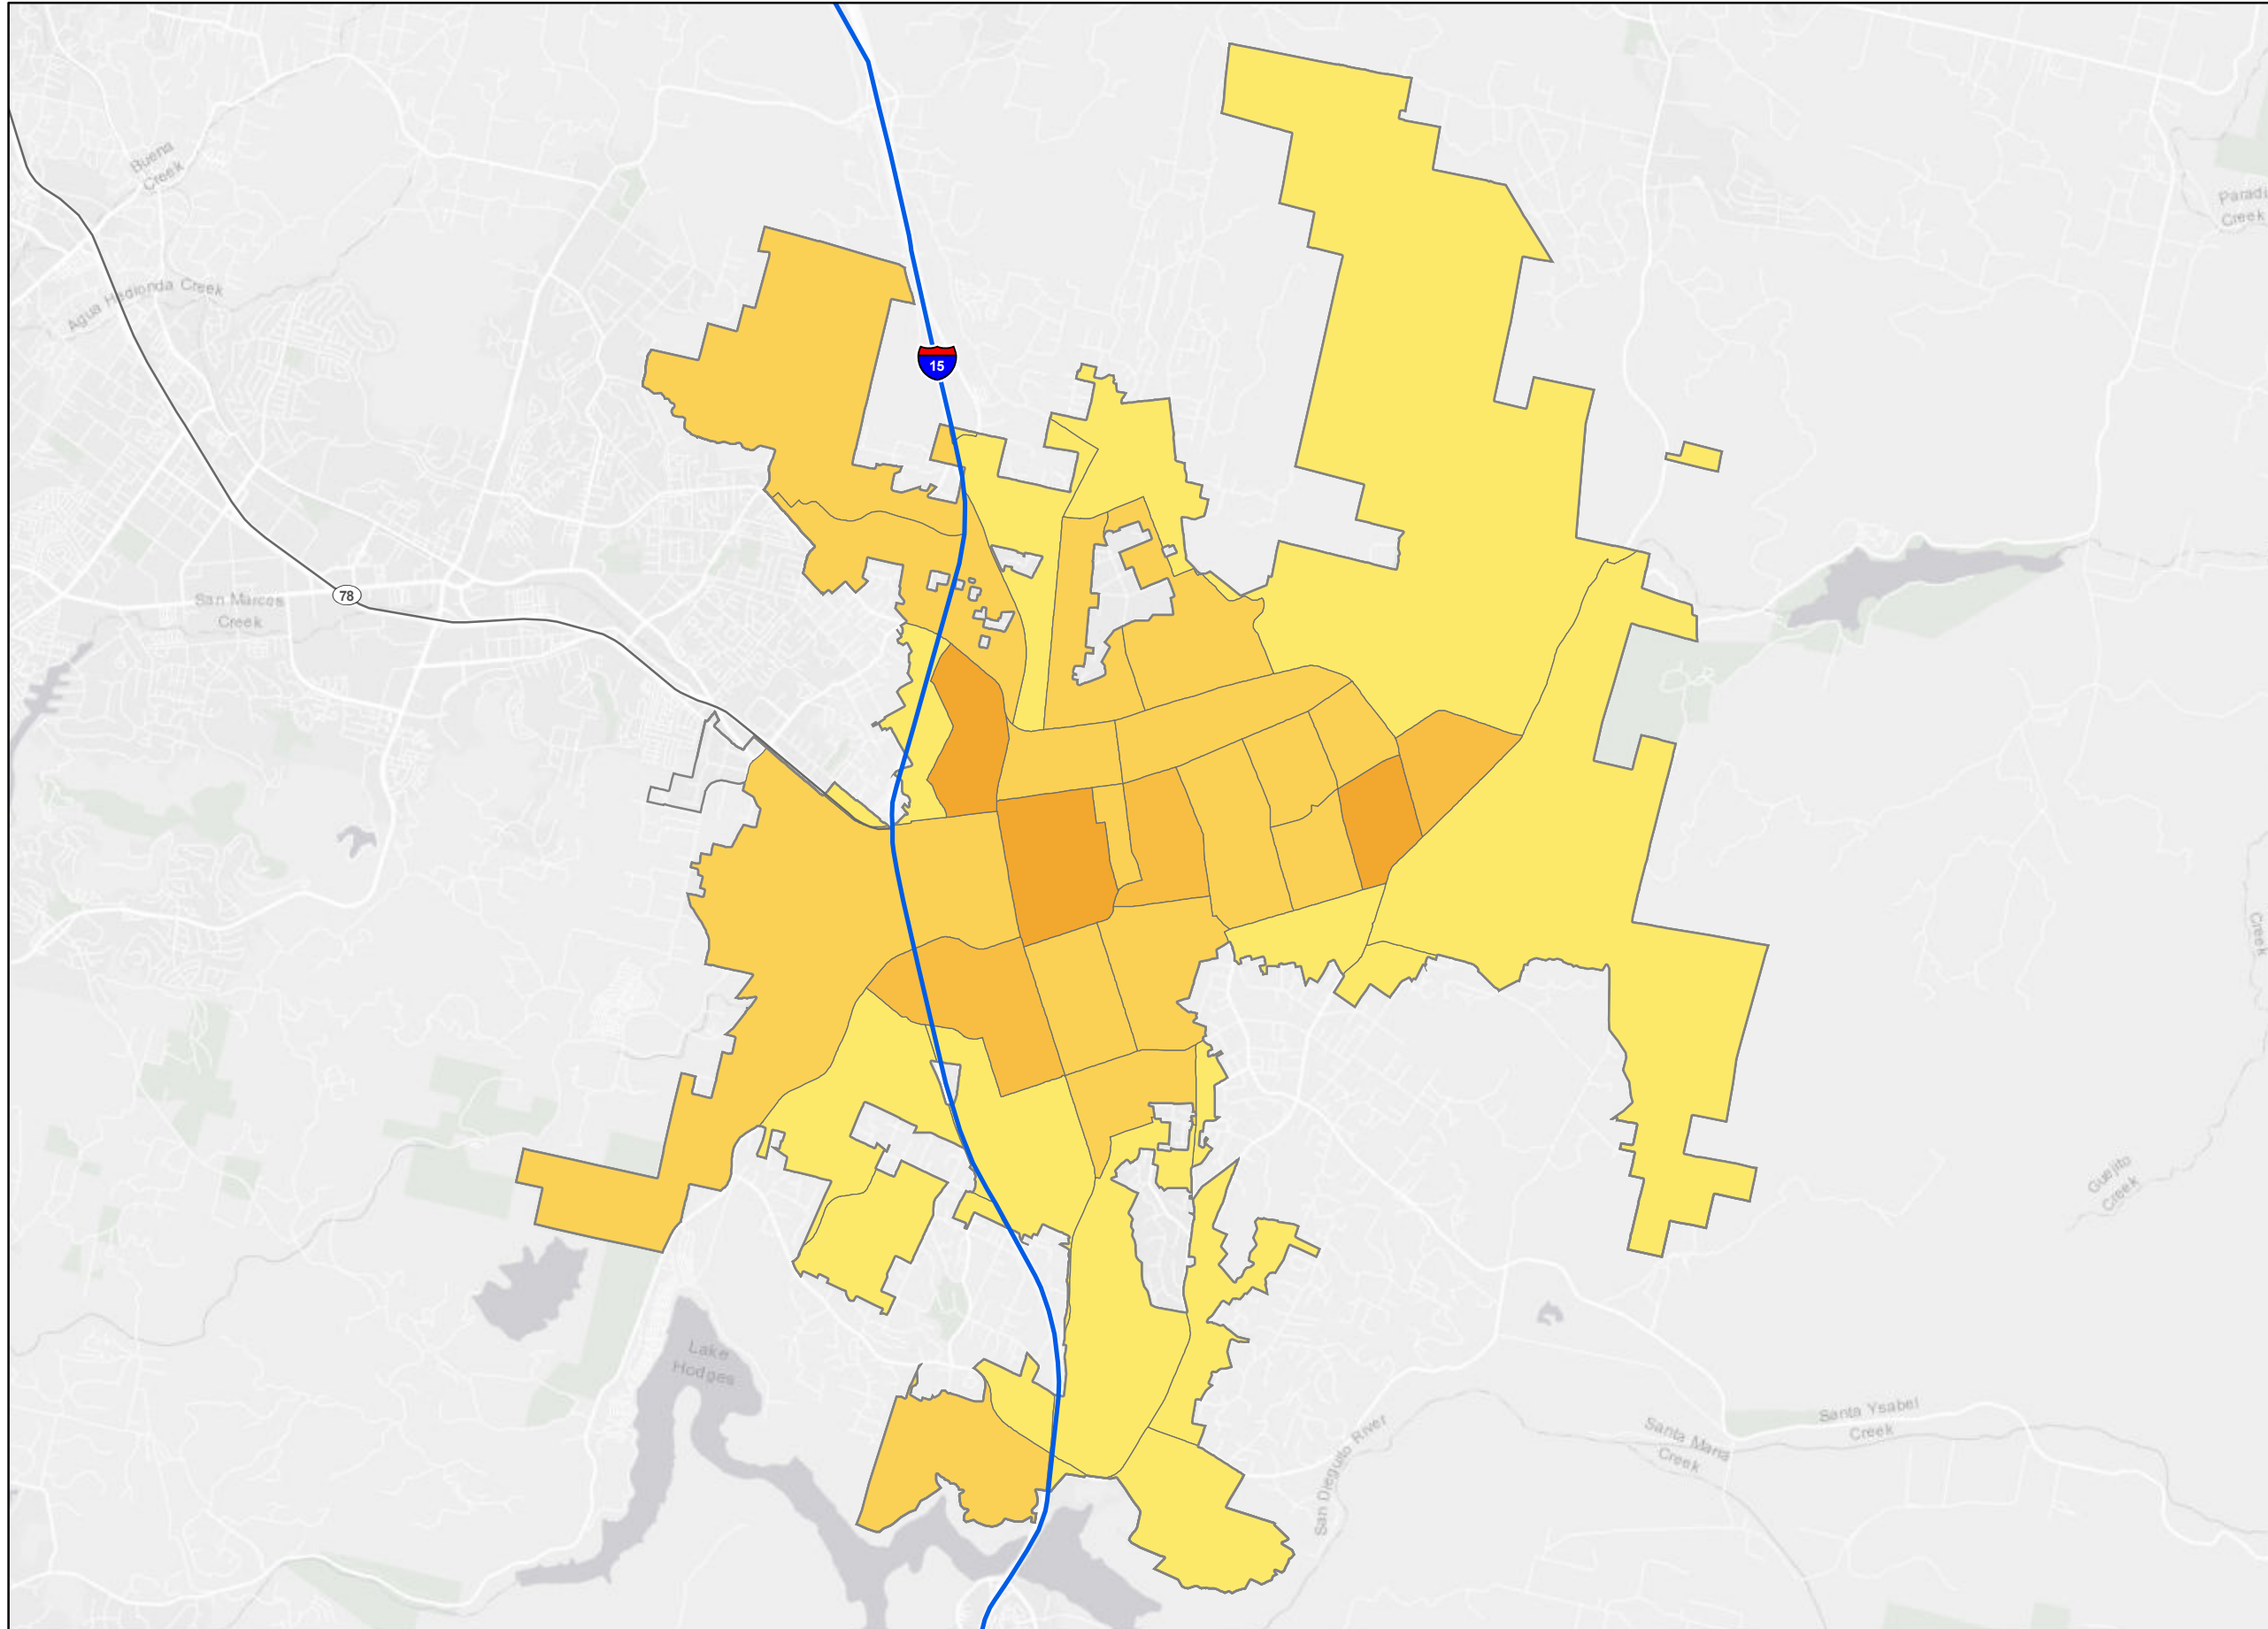 Buena
Creek
Paradi
Creek
Agua Hedionda Creek
15
San Marcos
Creek
78
Creek
Guejito
Creek
Lake
Hodges
San Dieguito River
Santa Maria
Creek
Santa Ysabel
Creek